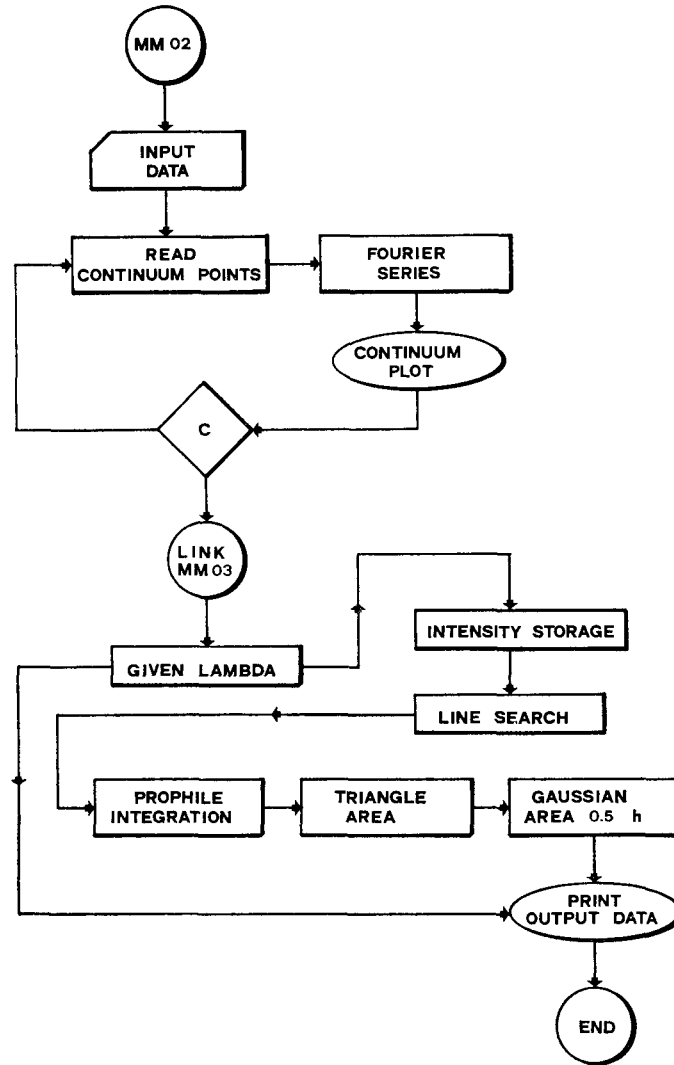 MM 02
INPUT
DATA
READ
CONTINUUM POINTS
FOURIER
SERIES
CONTINUUM
PLOT
C
LINK
MM 03
GIVEN LAMBDA
INTENSITY STORAGE
LINE SEARCH
PROPHILE
INTEGRATION
TRIANGLE
AREA
GAUSSIAN
AREA 0.5 h
PRINT
OUTPUT DATA
END